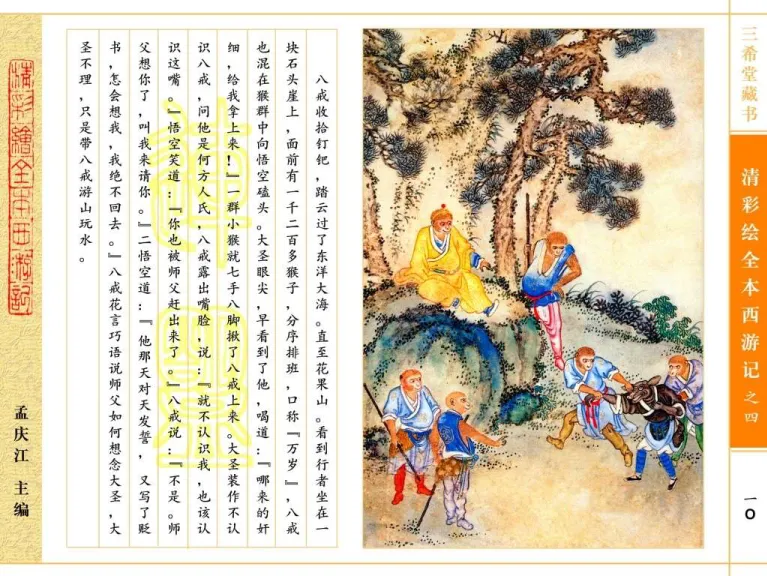 三希堂藏书
清彩绘全本西游记之四
一〇
八戒收拾钉钯，踏云过了东洋大海。直至花果山。看到行者坐在一
块石头崖上，面前有一千二百多猴子，分序排班，口称『万岁』，八戒
也混在猴群中向悟空磕头。大圣眼尖，早看到了他，喝道：『哪来的奸
细，给我拿上来！』一群小猴就七手八脚揪了八戒上来。大圣装作不认
识八戒，问他是何方人氏，八戒露出嘴脸，说：『就不认识我，也该认
识这嘴。』悟空笑道：『你也被师父赶出来了。』八戒说：『不是。师
父想你了，叫我来请你。』二悟空道：『他那天对天发誓，又写了贬
书，怎会想我，我绝不回去。』八戒花言巧语说师父如何想念大圣，大
圣不理，只是带八戒游山玩水。
清彩繪全本西游記
孟庆江 主编